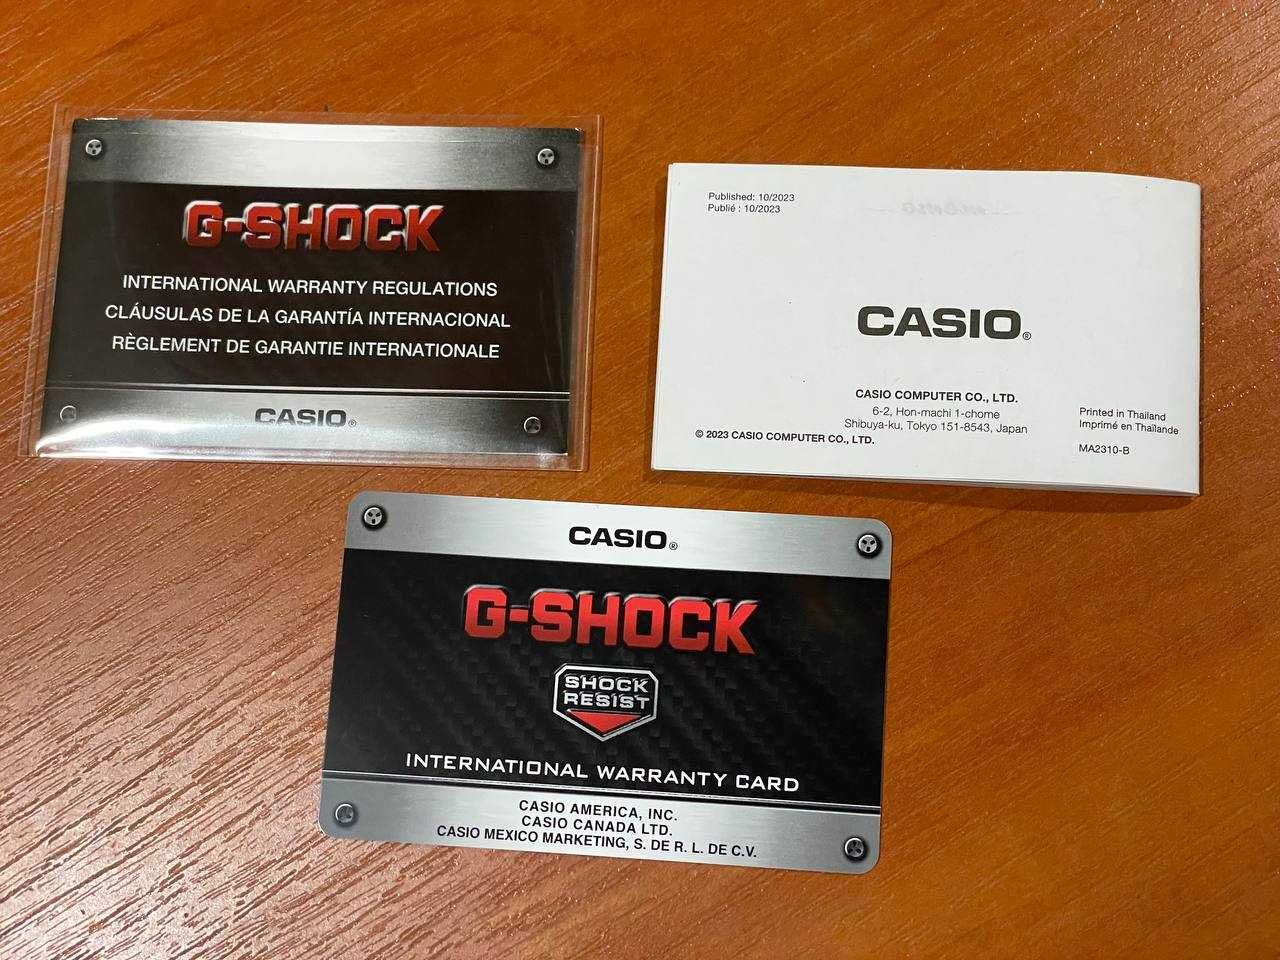 G-SHOCK
INTERNATIONAL WARRANTY REGULATIONS
CLÁUSULAS DE LA GARANTÍA INTERNACIONAL
RÈGLEMENT DE GARANTIE INTERNATIONALE
CASIO®
Published: 10/2023
Publié : 10/2023
CASIO®
CASIO COMPUTER CO., LTD.
6-2, Hon-machi 1-chome
Shibuya-ku, Tokyo 151-8543, Japan
© 2023 CASIO COMPUTER CO., LTD.
Printed in Thailand
Imprimé en Thaïlande
MA2310-B
CASIO®
G-SHOCK
SHOCK
RESIST
INTERNATIONAL WARRANTY CARD
CASIO AMERICA, INC.
CASIO CANADA LTD.
CASIO MEXICO MARKETING, S. DE R. L. DE C.V.